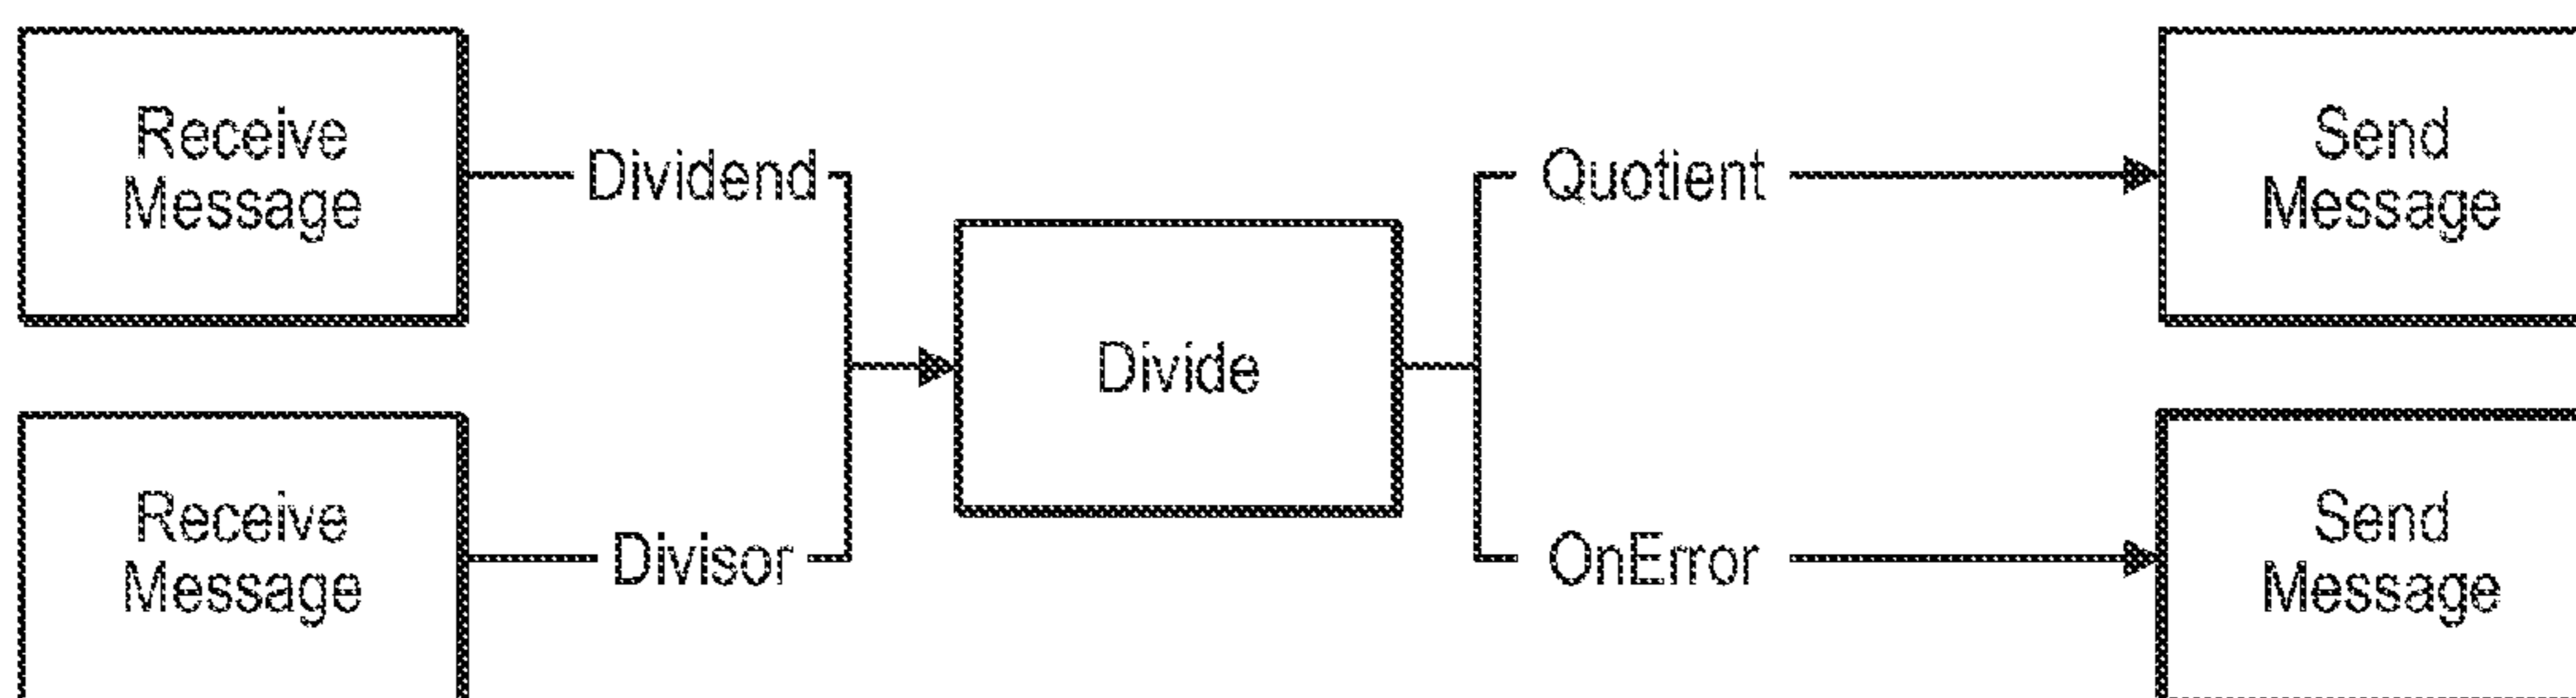 Receive
Message
Dividend
Quotient
Send
Message
Divide
Receive
Message
Divisor
OnError
Send
Message